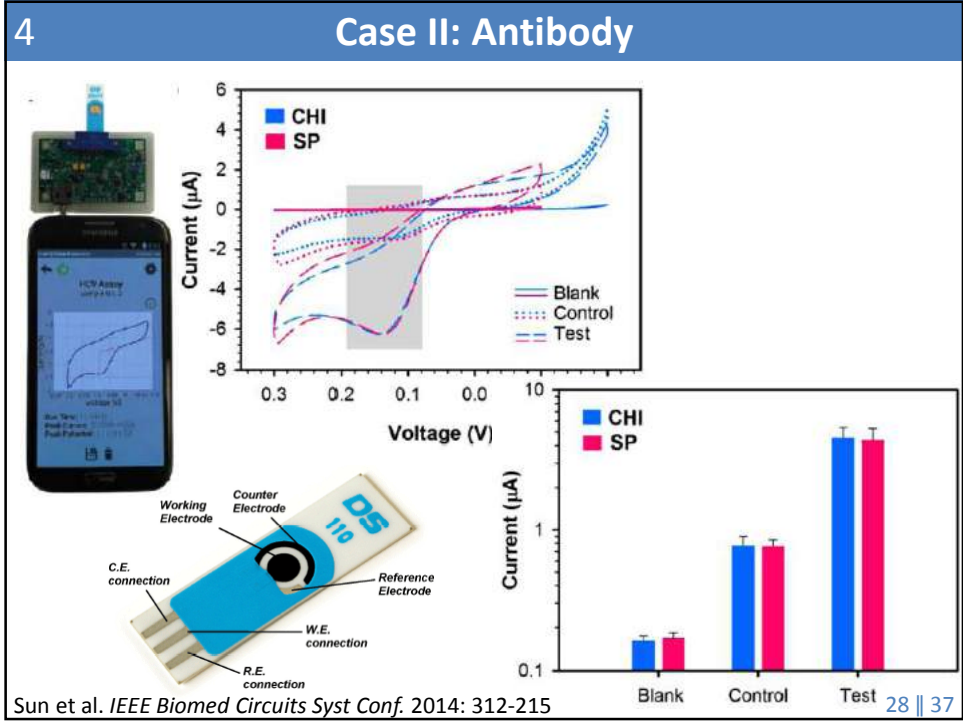 4
Case II: Antibody
6
4
2
0
-2
-4
-6
-8
Current (μA)
CHI
SP
Blank
Control
Test
0.3
0.2
0.1
0.0
Voltage (V)
SAMSUNG
HCR Assay
10
10
1
0.1
Current (μA)
CHI
SP
Blank
Control
Test
Working
Electrode
Counter
Electrode
DS
110
C.E.
connection
Reference
Electrode
W.E.
connection
R.E.
connection
Sun et al. IEEE Biomed Circuits Syst Conf. 2014: 312-215
28 || 37